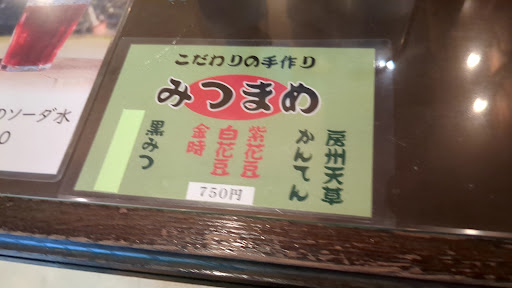 こだわりの手作り
みつまめ
房州天草
かんてん
紫花豆
白花豆
金時
黒みつ
750円
のソーダ水
0